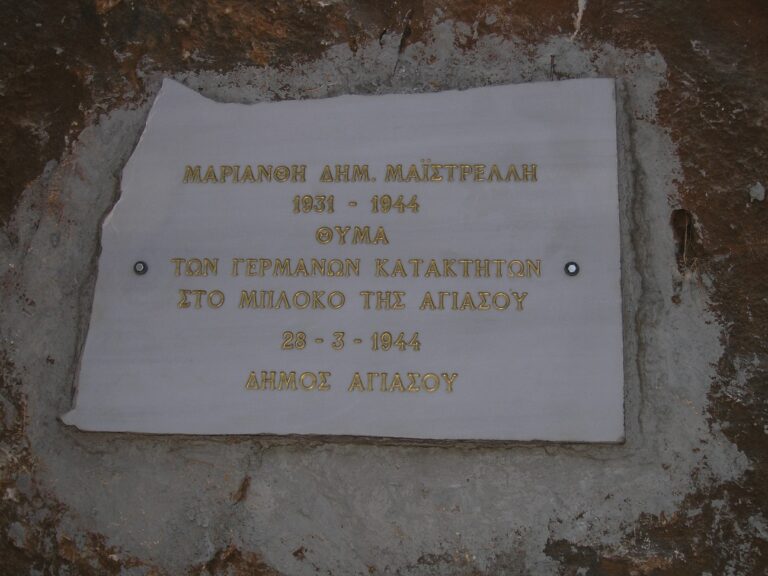 ΜΑΡΙΑΝΘΗ ΔΗΜ. ΜΑΪΣΤΡΕΛΛΗ
1931 - 1944
ΘΥΜΑ
ΤΩΝ ΓΕΡΜΑΝΩΝ ΚΑΤΑΚΤΗΤΩΝ
ΣΤΟ ΜΠΛΟΚΟ ΤΗΣ ΑΓΙΑΣΟΥ
28 - 3 - 1944
ΔΗΜΟΣ ΑΓΙΑΣΟΥ